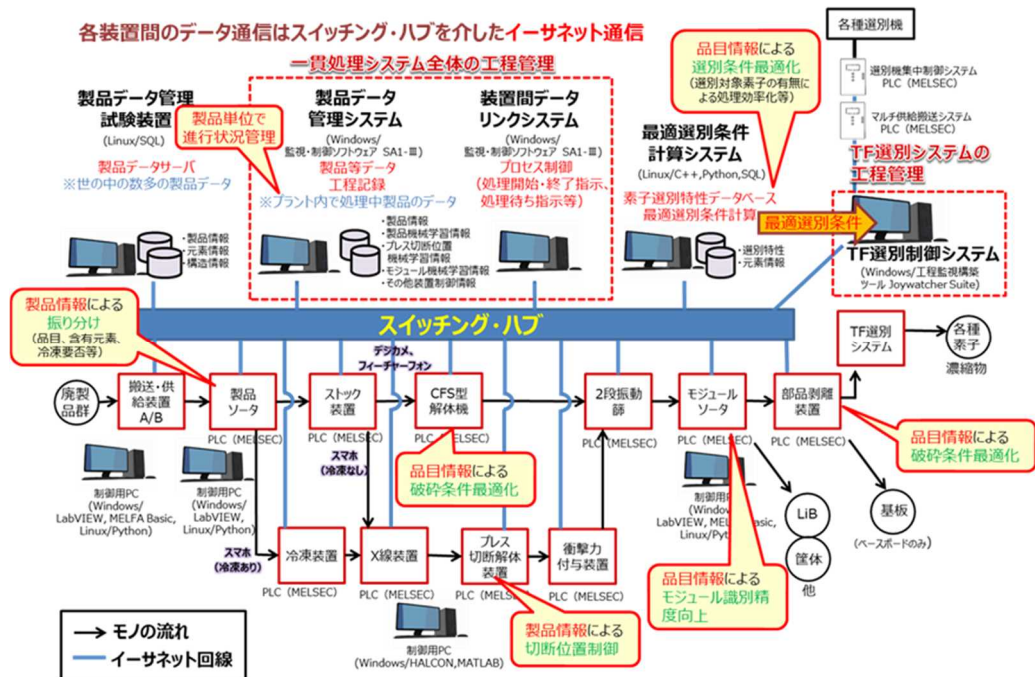 各装置間のデータ通信はスイッチング・ハブを介したイーサネット通信
一貫処理システム全体の工程管理
製品データ管理
試験装置
(Linux/SQL)
製品データサーバ
※世の中の数多の製品データ
・製品情報
・元素情報
・構造情報
製品単位で
進行状況管理
製品データ
管理システム
(Windows/
監視・制御ソフトウェア SA1-Ⅲ)
製品等データ
工程記録
※プラント内で処理中製品のデータ
・製品情報
・製品機械学習情報
・プレス切断位置
機械学習情報
・モジュール機械学習情報
・その他装置制御情報
装置間データ
リンクシステム
(Windows/
監視・制御ソフトウェア SA1-Ⅲ)
プロセス制御
(処理開始・終了指示、
処理待ち指示等)
品目情報による
選別条件最適化
(選別対象素子の有無に
よる処理効率化等)
最適選別条件
計算システム
(Linux/C++,Python,SQL)
素子選別特性データベース
最適選別条件計算
・選別特性
・元素情報
最適選別条件
各種選別機
選別機集中制御システム
PLC（MELSEC）
マルチ供給搬送システム
PLC（MELSEC）
TF選別システムの
工程管理
TF選別制御システム
(Windows/工程監視構築
ツール Joywatcher Suite)
スイッチング・ハブ
製品情報による
振り分け
(品目、含有元素、
冷凍要否等)
デジカメ、
フィーチャーフォン
TF選別
システム
各種
素子
濃縮物
廃製
品群
搬送・供
給装置
A/B
製品
ソータ
PLC（MELSEC）
ストック
装置
PLC（MELSEC）
CFS型
解体機
PLC（MELSEC）
2段振動
篩
PLC（MELSEC）
モジュール
ソータ
PLC（MELSEC）
部品剥離
装置
PLC（MELSEC）
スマホ
(冷凍なし)
品目情報による
破砕条件最適化
品目情報による
破砕条件最適化
制御用PC
(Windows/
LabVIEW, MELFA Basic,
Linux/Python)
制御用PC
(Windows/
LabVIEW,
Linux/Python)
制御用PC
(Windows/
LabVIEW,
Linux/
LiB
筐体
他
基板
(ベースボードのみ)
スマホ
(冷凍あり)
冷凍装置
PLC（MELSEC）
X線装置
PLC（MELSEC）
プレス
切断解体
装置
PLC（MELSEC）
衝撃力
付与装置
PLC（MELSEC）
品目情報による
モジュール識別精
度向上
製品情報による
切断位置制御
制御用PC
(Windows/HALCON,MATLAB)
モノの流れ
イーサネット回線